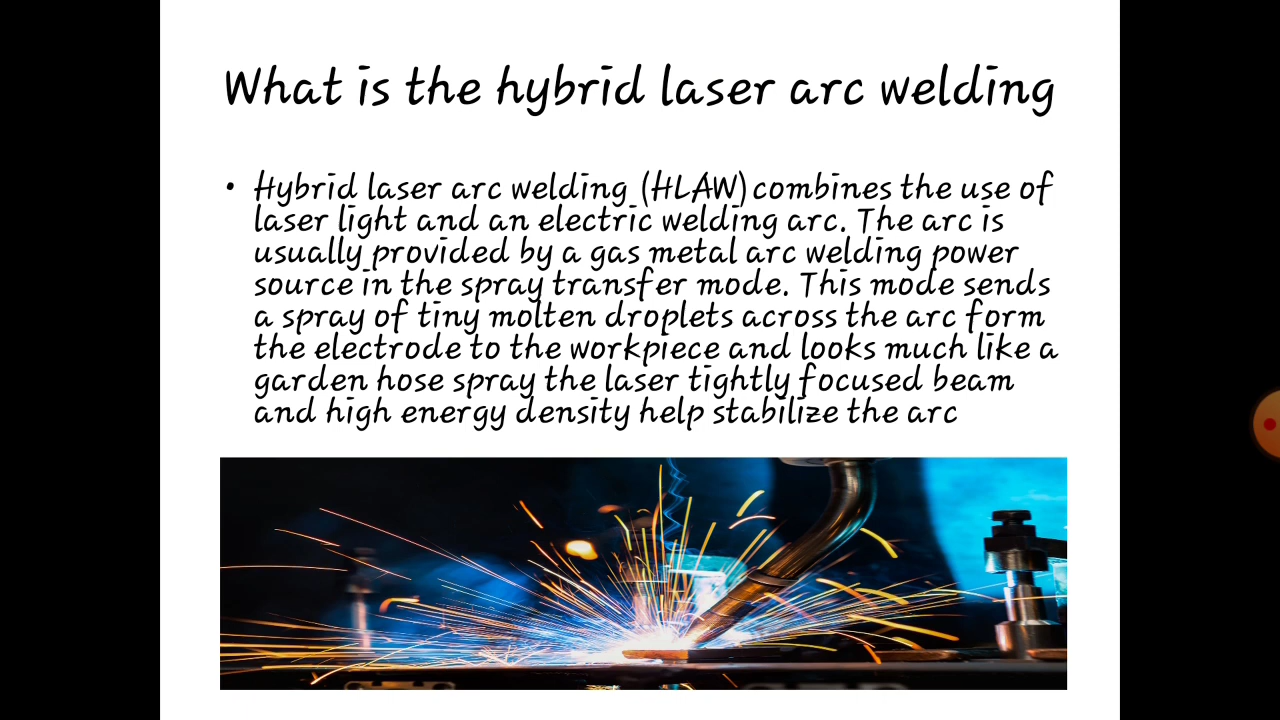 What is the hybrid laser arc welding
• Hybrid laser arc welding (HLAW) combines the use of
laser light and an electric welding arc. The arc is
usually provided by a gas metal arc welding power
source in the spray transfer mode. This mode sends
a spray of tiny molten droplets across the arc form
the electrode to the workpiece and looks much like a
garden hose spray the laser tightly focused beam
and high energy density help stabilize the arc